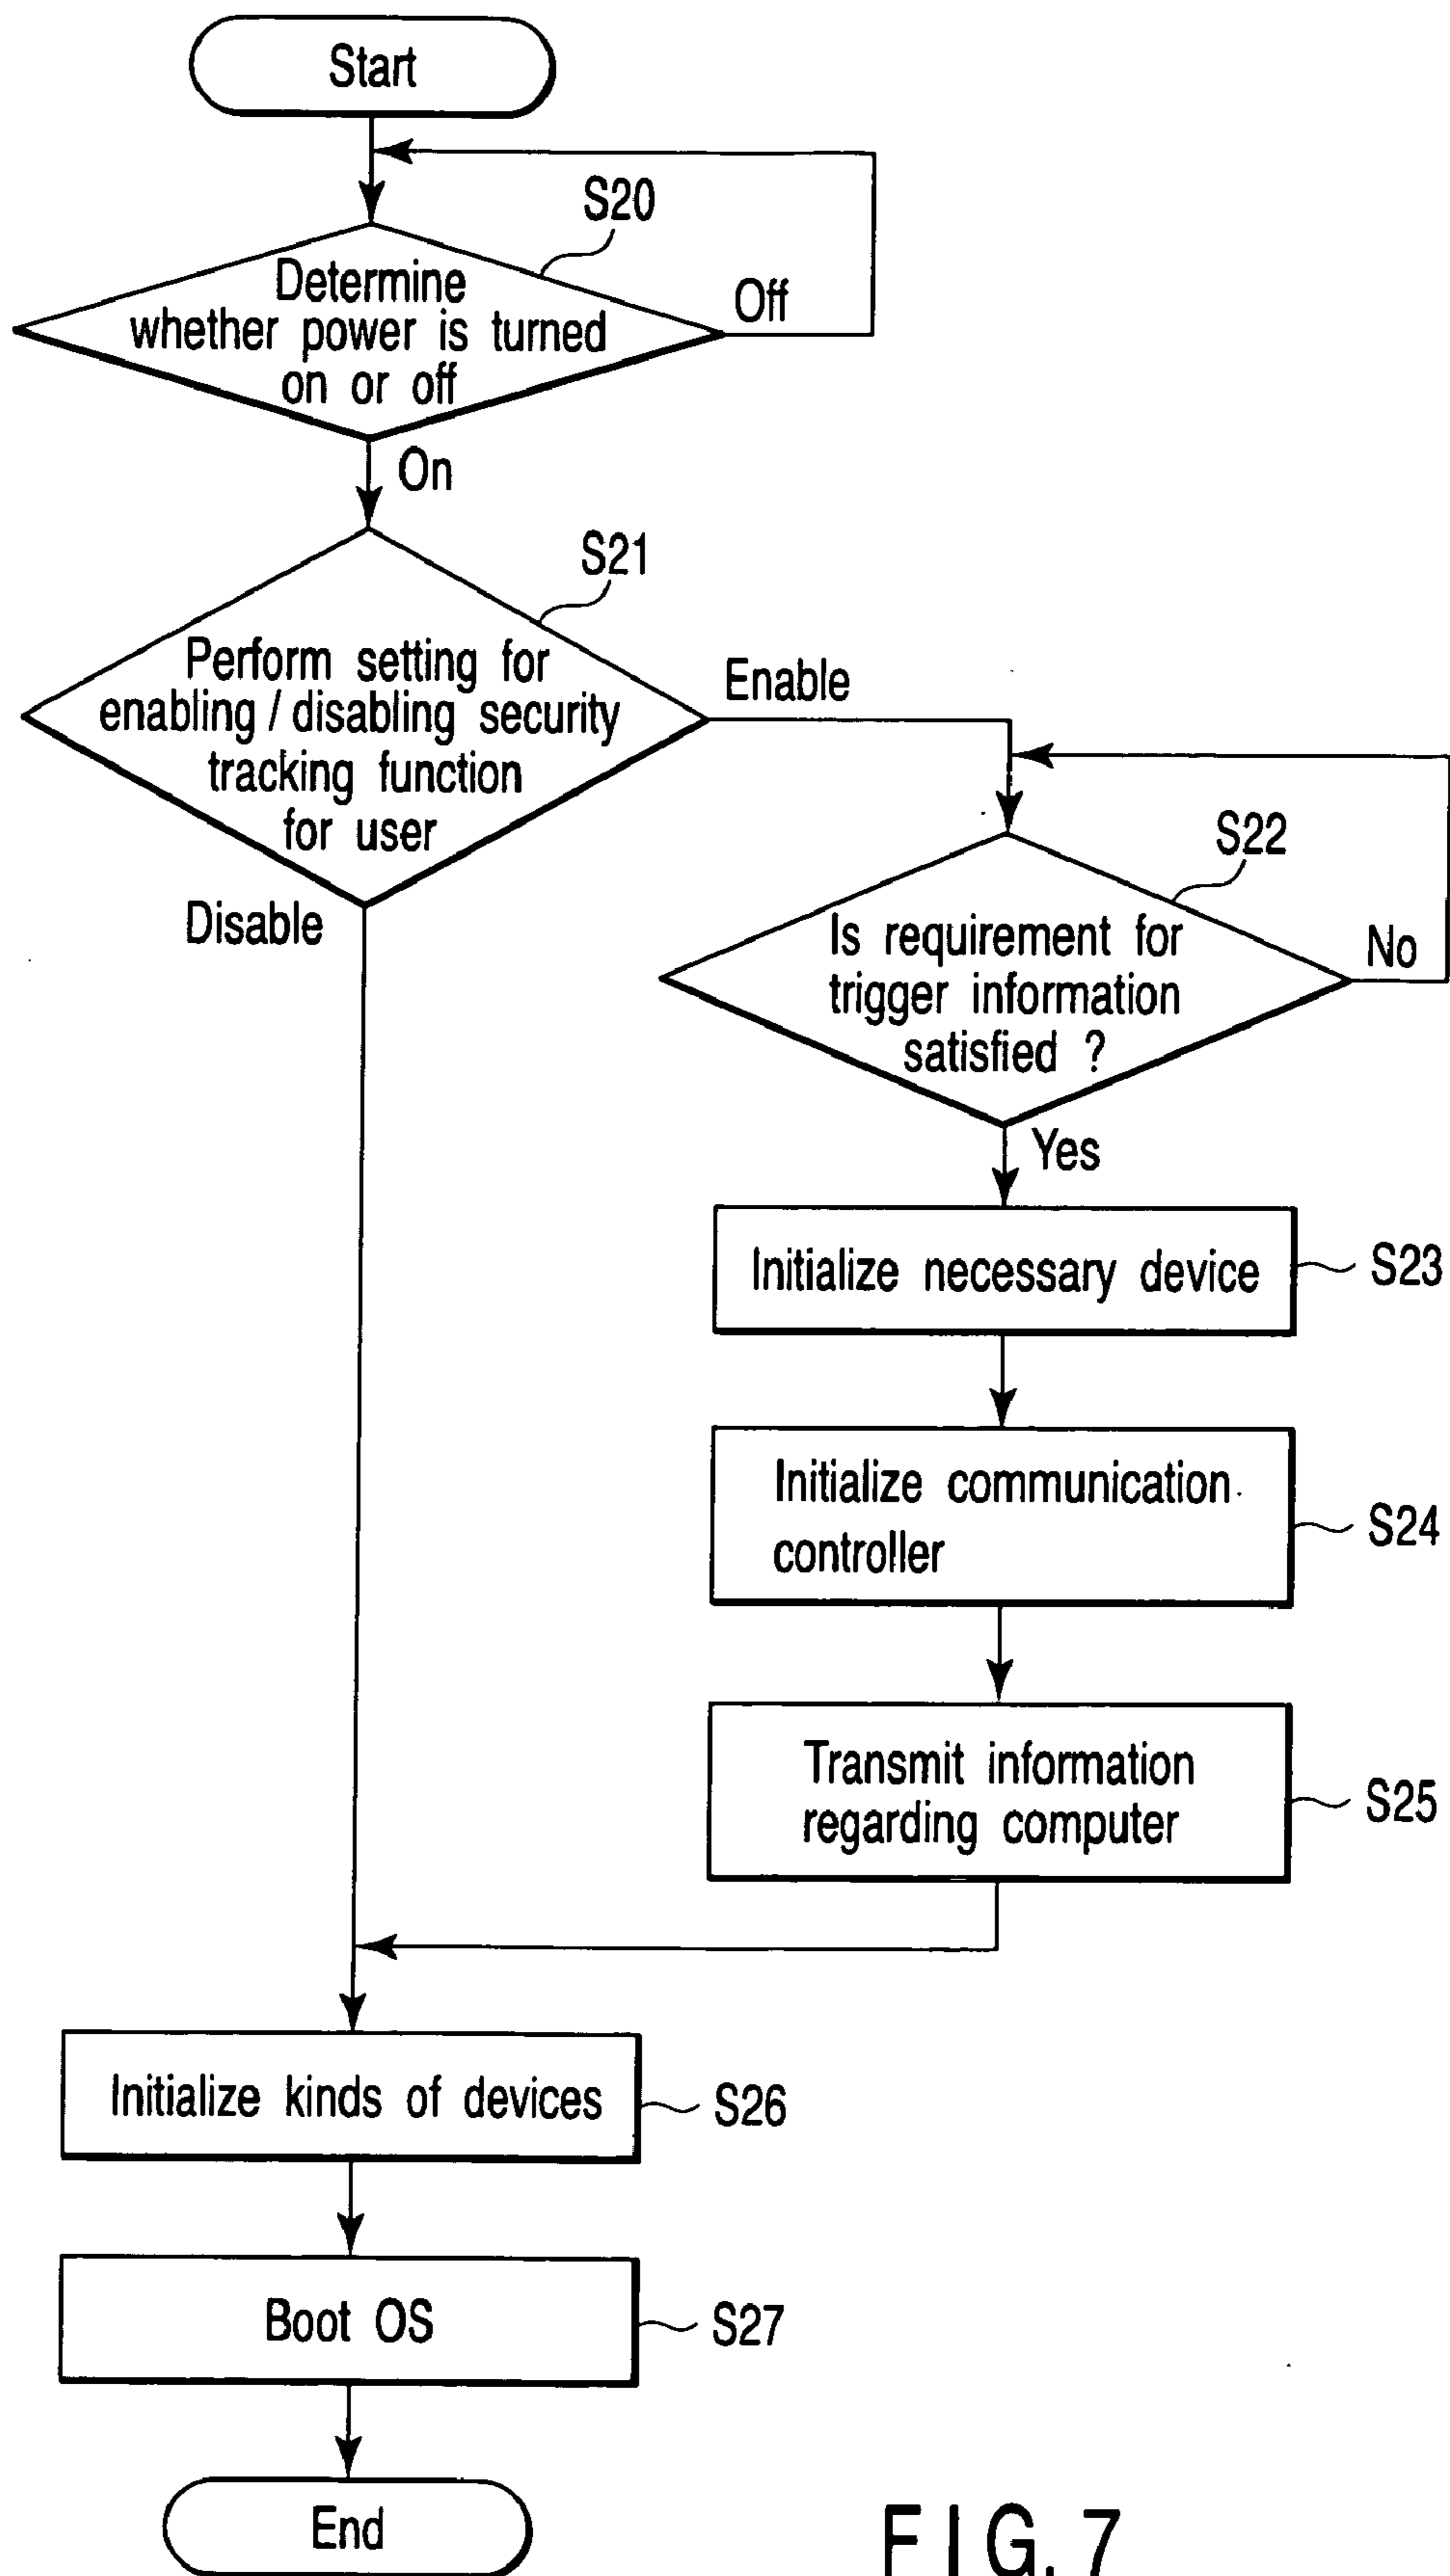 Start
S20
Determine
whether power is turned
on or off
Off
On
S21
Perform setting for
enabling / disabling security
tracking function
for user
Enable
Disable
S22
Is requirement for
trigger information
satisfied ?
No
Yes
Initialize necessary device
S23
Initialize communication
controller
S24
Transmit information
regarding computer
S25
Initialize kinds of devices
S26
Boot OS
S27
End
FIG. 7